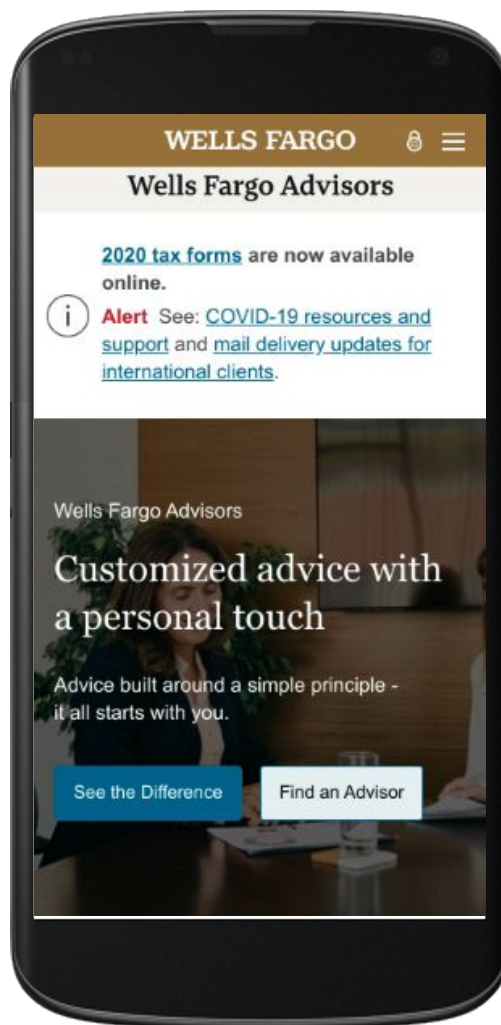 WELLS FARGO
Wells Fargo Advisors
2020 tax forms are now available
online.
Alert See: COVID-19 resources and
support and mail delivery updates for
international clients.
Wells Fargo Advisors
Customized advice with
a personal touch
Advice built around a simple principle -
it all starts with you.
See the Difference
Find an Advisor